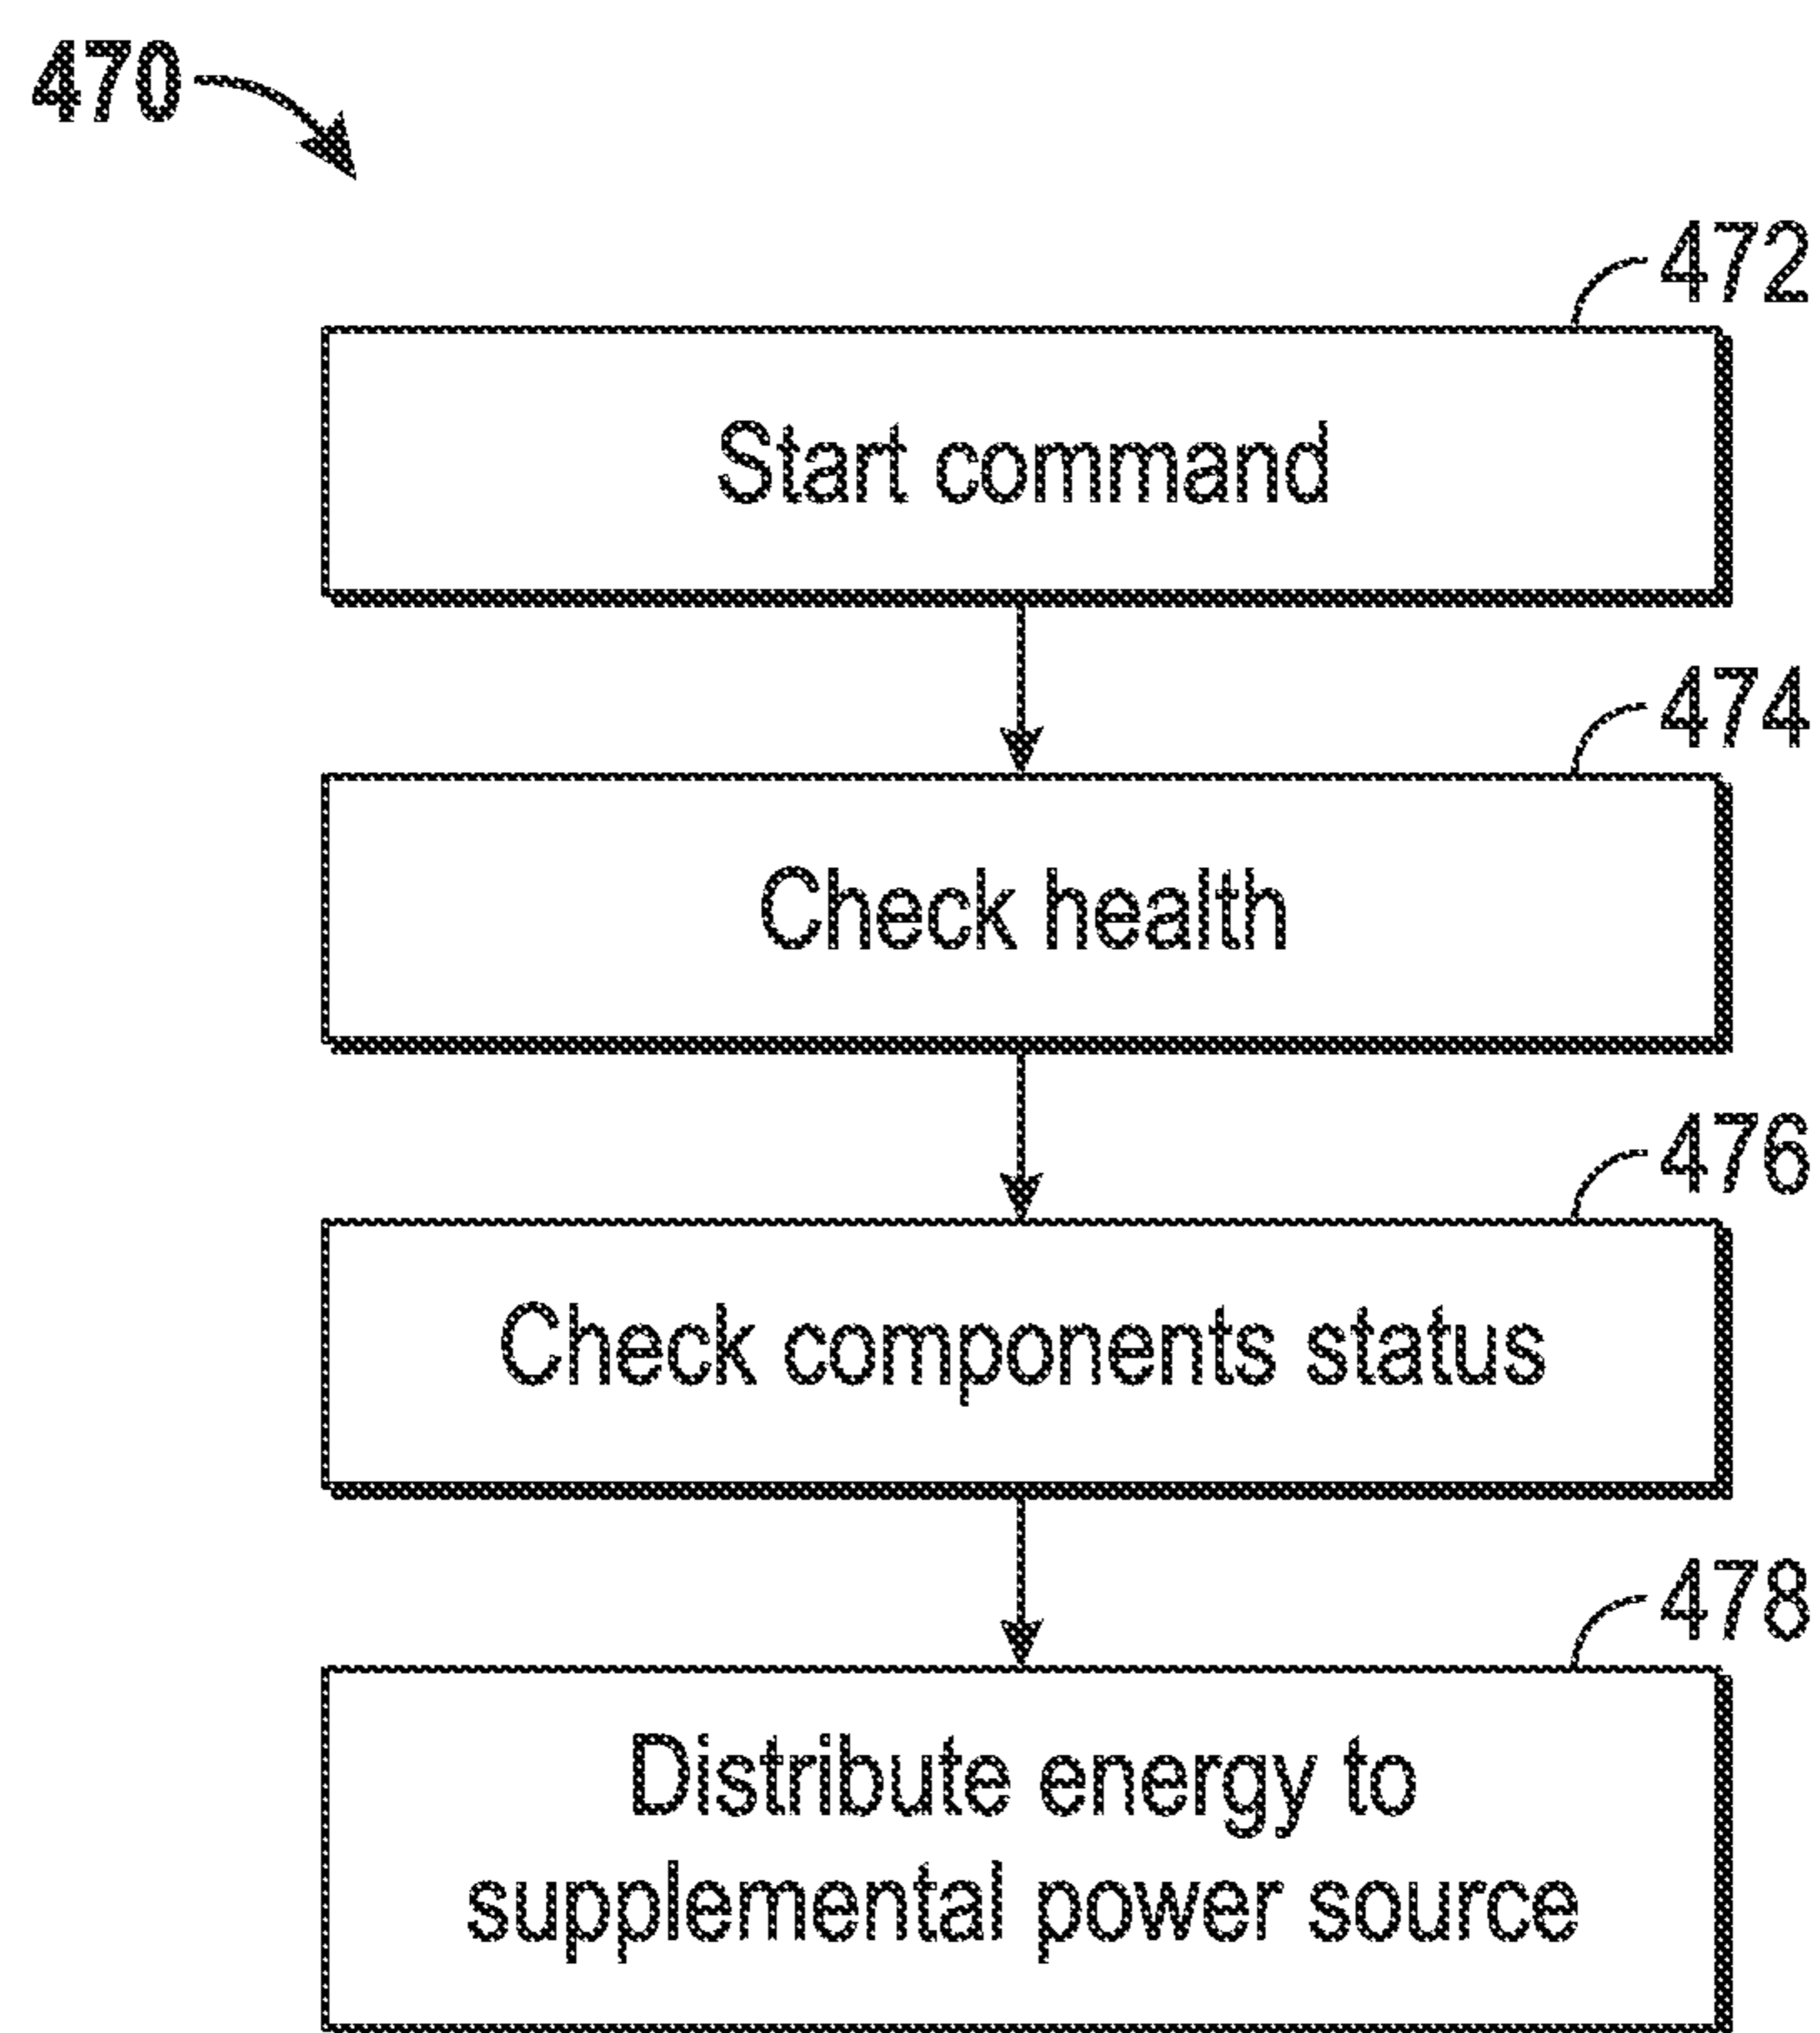 470
472
Start command
474
Check health
476
Check components status
478
Distribute energy to
supplemental power source